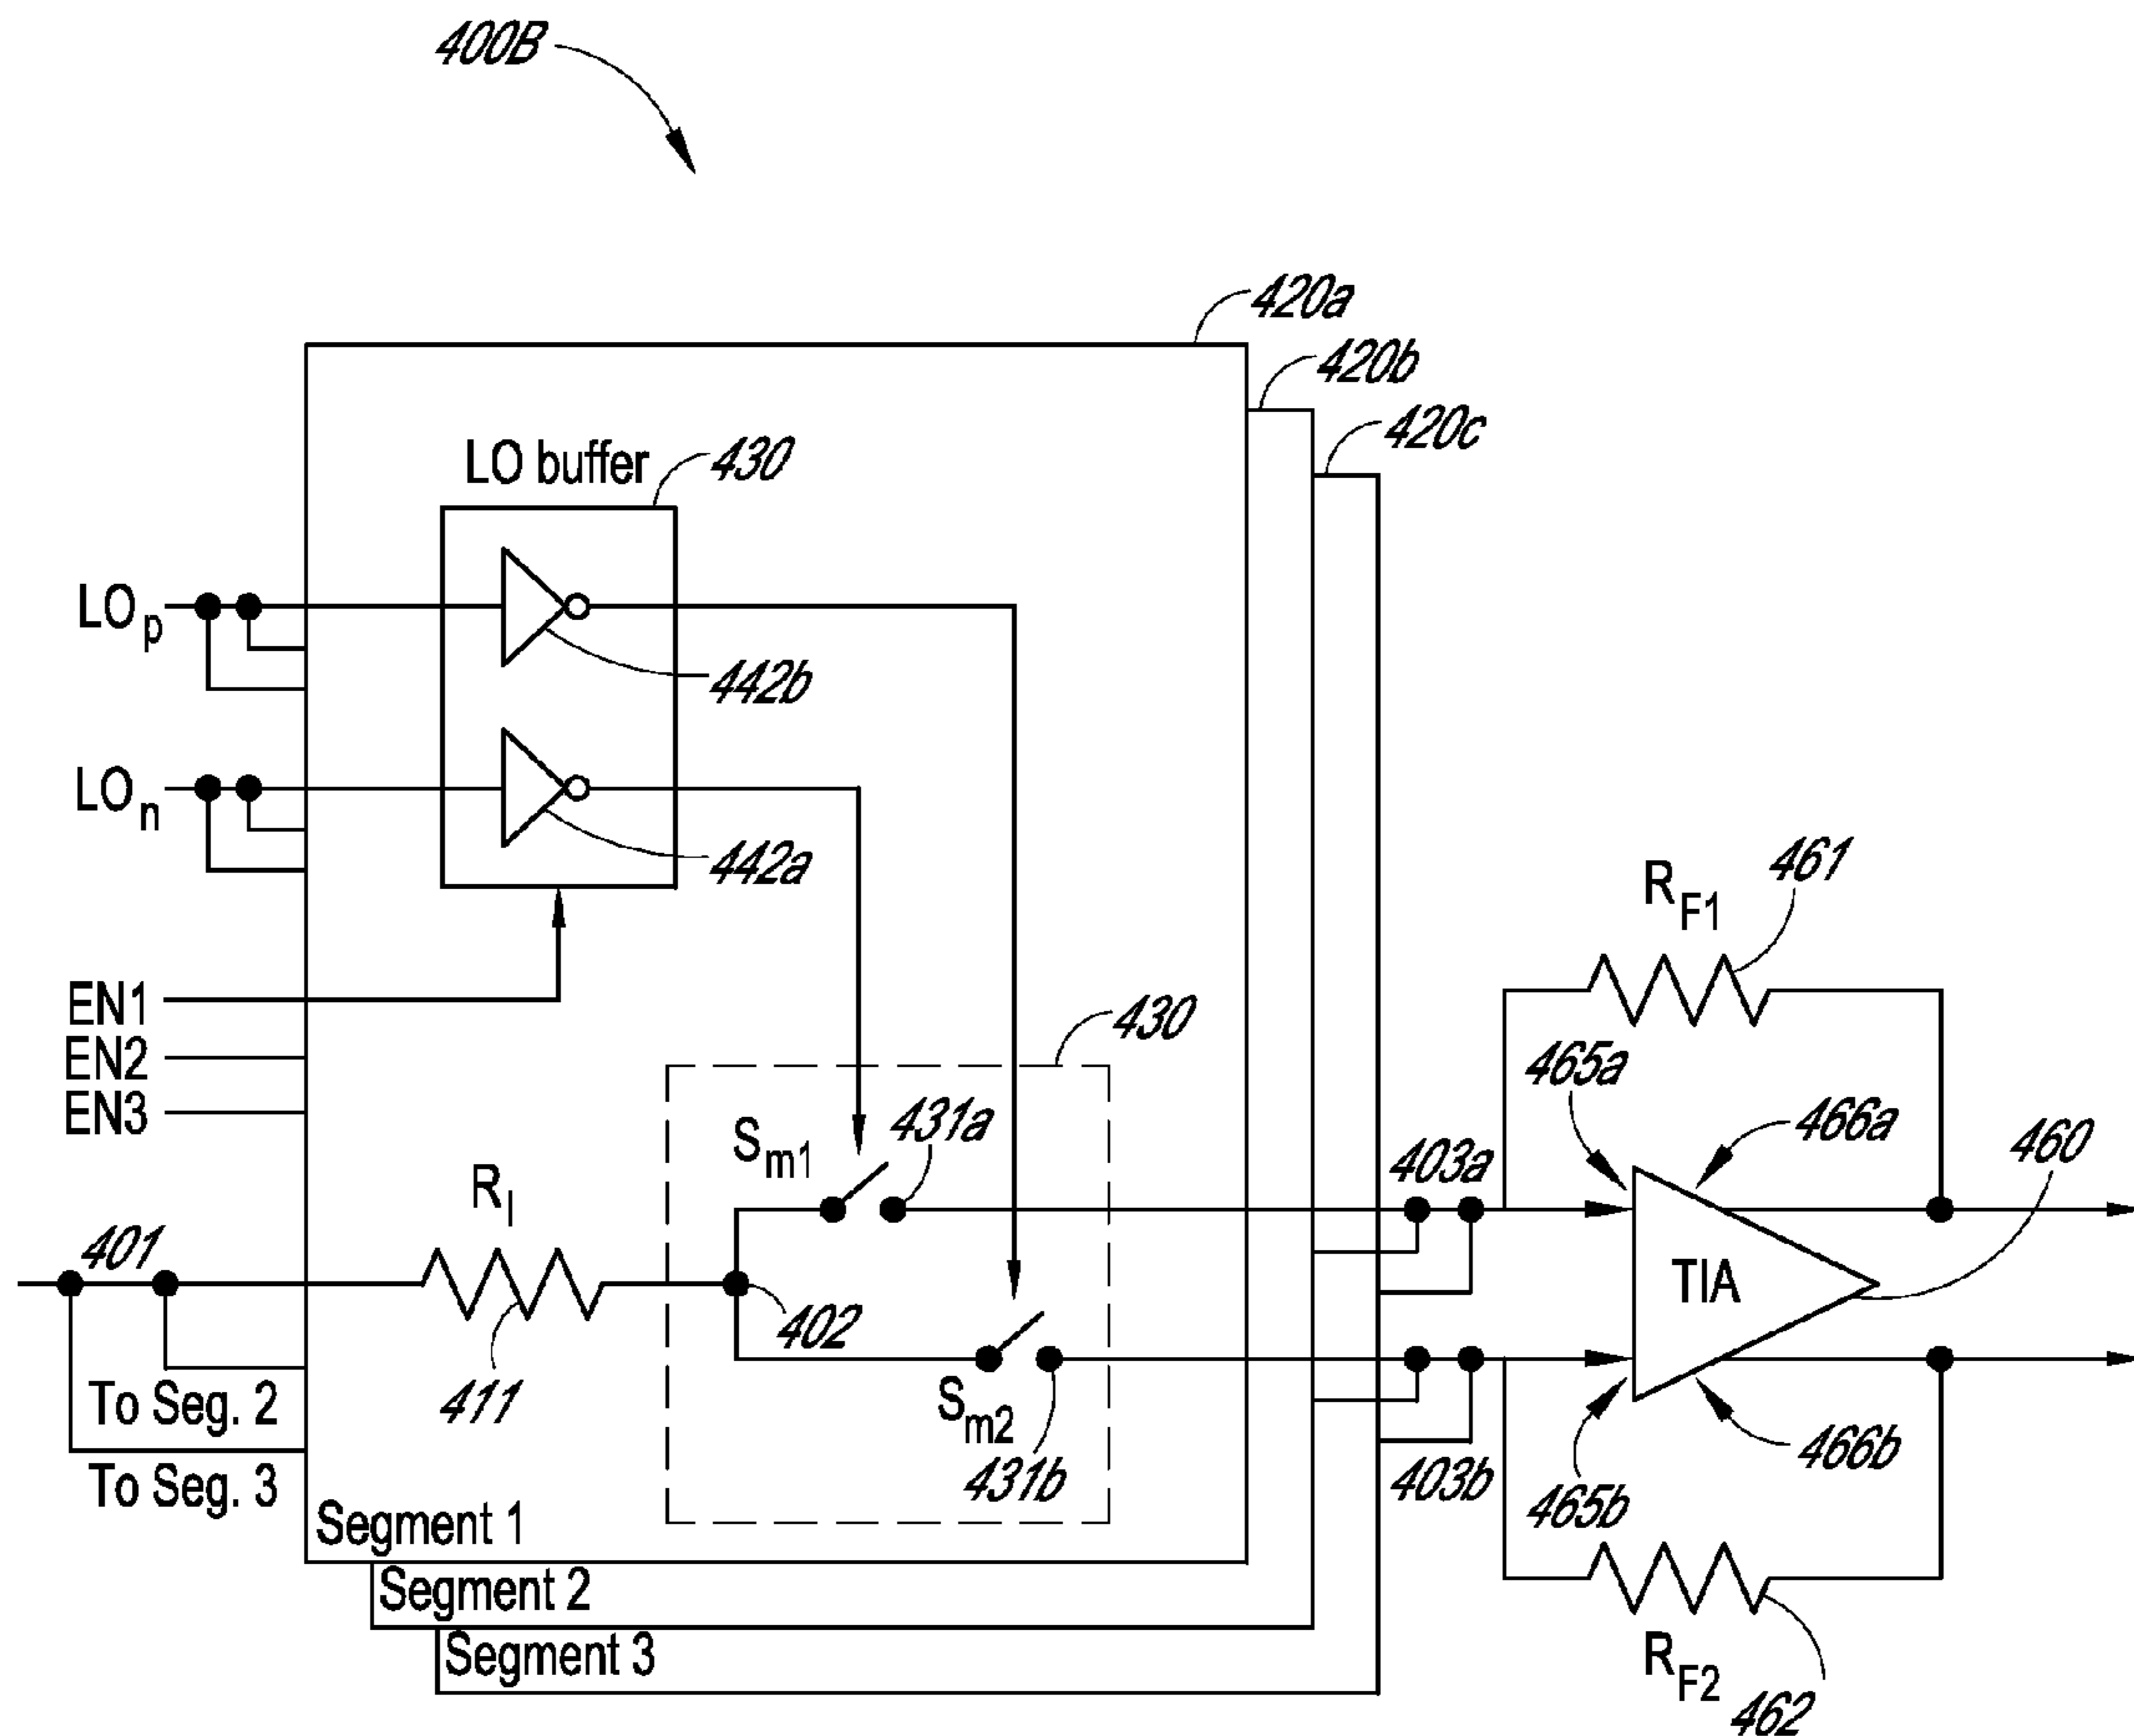 400B
420a
420b
420c
LO buffer 430
LOp
442b
LOn
442a
461
RF1
EN1
EN2
EN3
430
465a
466a
460
Sm1
431a
403a
RI
401
TIA
402
411
To Seg. 2
Sm2
431b
466b
403b
465b
To Seg. 3
Segment 1
Segment 2
Segment 3
RF2
462